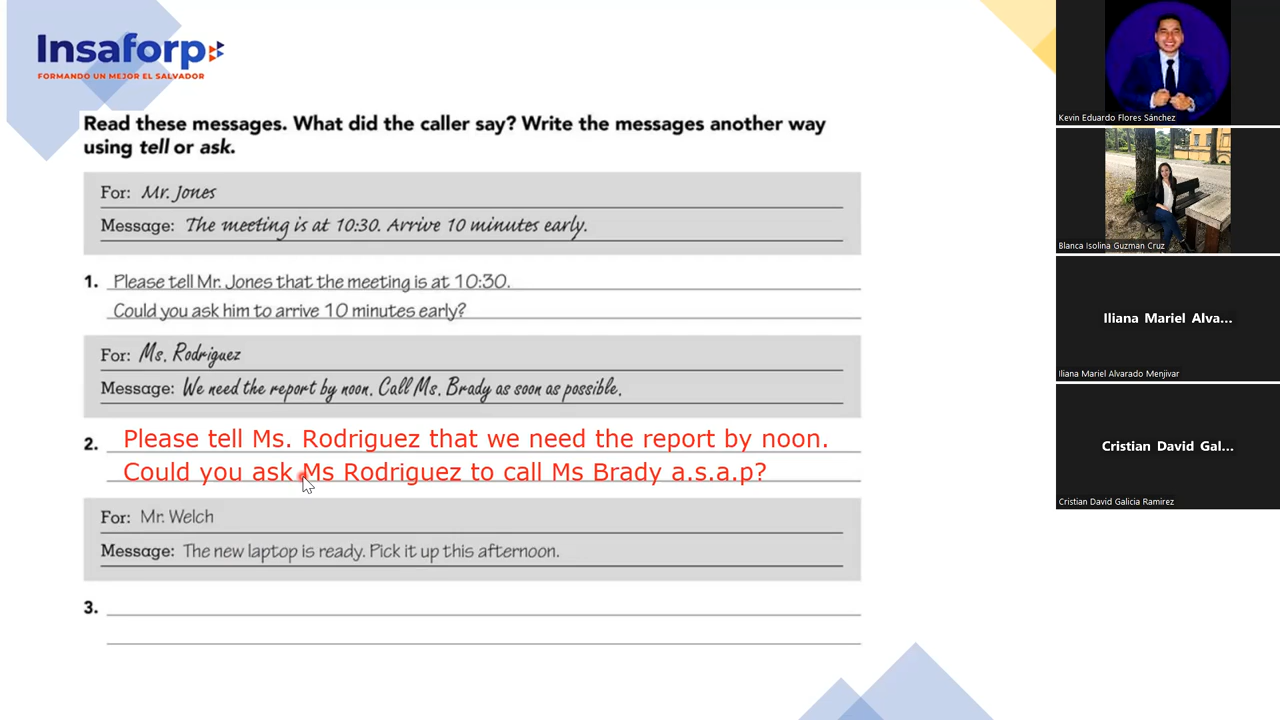 Insaforp
FORMANDO UN MEJOR EL SALVADOR
Read these messages. What did the caller say? Write the messages another way
using tell or ask.
For: Mr. Jones
Message: The meeting is at 10:30. Arrive 10 minutes early.
1. Please tell Mr. Jones that the meeting is at 10:30.
Could you ask him to arrive 10 minutes early?
For: Ms. Rodriguez
Message: We need the report by noon. Call Ms. Brady as soon as possible.
2. Please tell Ms. Rodriguez that we need the report by noon.
Could you ask Ms Rodriguez to call Ms Brady a.s.a.p?
For: Mr. Welch
Message: The new laptop is ready. Pick it up this afternoon.
3.
Kevin Eduardo Flores Sánchez
Blanca Isolina Guzman Cruz
Iliana Mariel Alva...
Iliana Mariel Alvarado Menjivar
Cristian David Gal...
Cristian David Galicia Ramirez